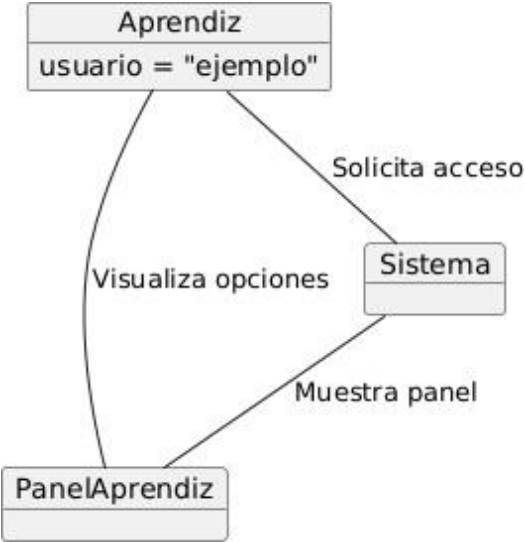 Aprendiz
usuario = "ejemplo"
Solicita acceso
Sistema
Visualiza opciones
Muestra panel
PanelAprendiz